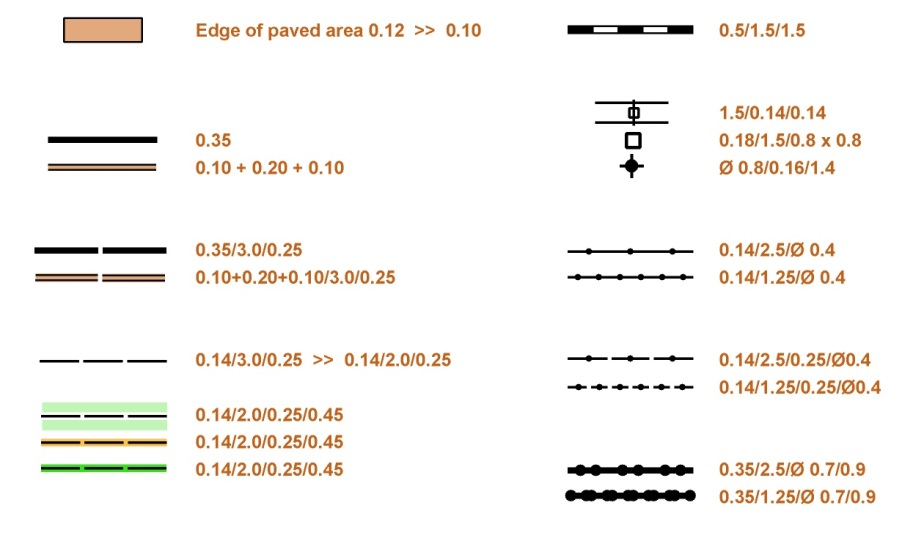 Edge of paved area 0.12 >> 0.10
0.35
0.10 + 0.20 + 0.10
0.35/3.0/0.25
0.10+0.20+0.10/3.0/0.25
0.14/3.0/0.25 >> 0.14/2.0/0.25
0.14/2.0/0.25/0.45
0.14/2.0/0.25/0.45
0.14/2.0/0.25/0.45
0.5/1.5/1.5
1.5/0.14/0.14
0.18/1.5/0.8 x 0.8
Ø 0.8/0.16/1.4
0.14/2.5/Ø 0.4
0.14/1.25/Ø 0.4
0.14/2.5/0.25/Ø0.4
0.14/1.25/0.25/Ø0.4
0.35/2.5/Ø 0.7/0.9
0.35/1.25/Ø 0.7/0.9